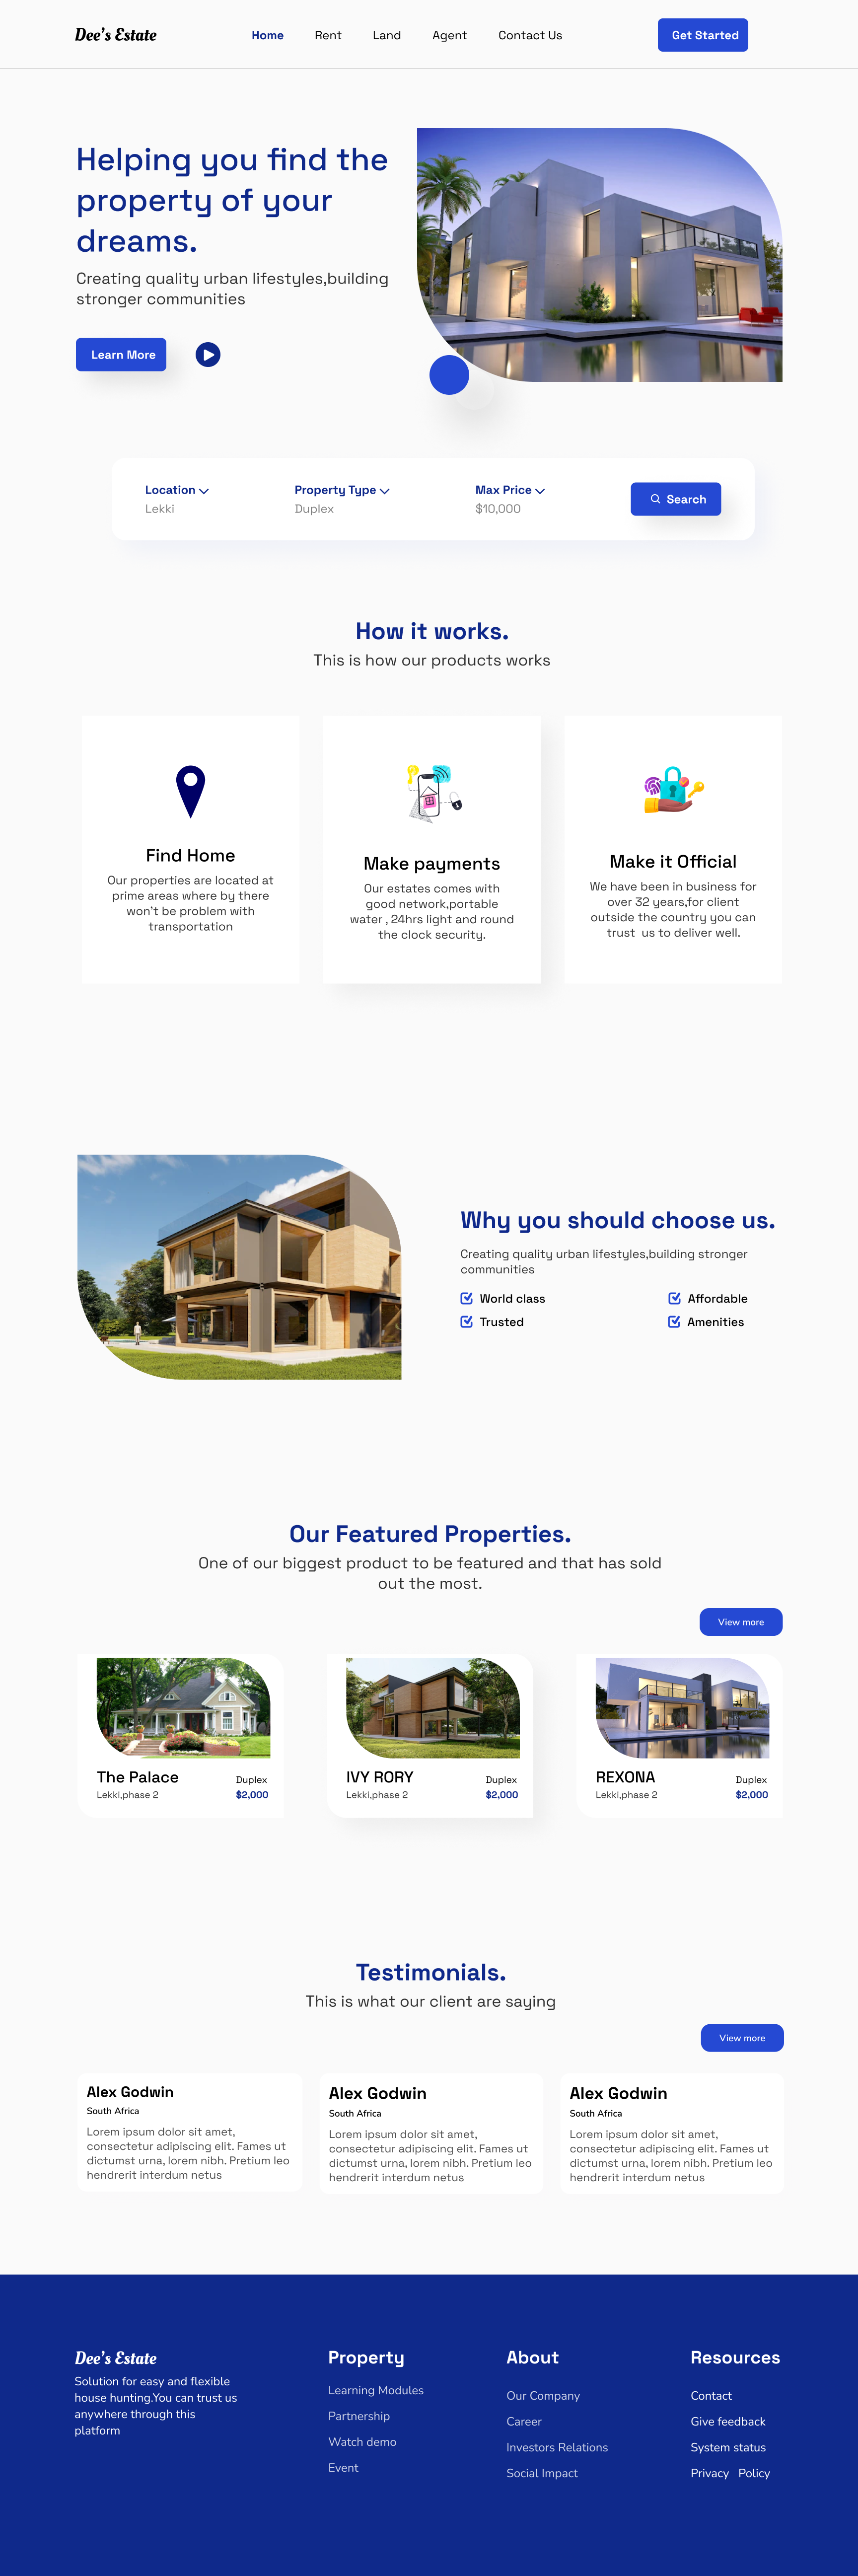 Dee's Estate
Home
Rent
Land
Agent
Contact Us
Get Started
Helping you find the
property of your
dreams.
Creating quality urban lifestyles,building
stronger communities
Learn More
Location
Lekki
Property Type
Duplex
Max Price
$10,000
Search
How it works.
This is how our products works
Find Home
Our properties are located at
prime areas where by there
won't be problem with
transportation
Make payments
Our estates comes with
good network,portable
water , 24hrs light and round
the clock security.
Make it Official
We have been in business for
over 32 years,for client
outside the country you can
trust  us to deliver well.
Why you should choose us.
Creating quality urban lifestyles,building stronger
communities
World class
Affordable
Trusted
Amenities
Our Featured Properties.
One of our biggest product to be featured and that has sold
out the most.
View more
The Palace
Duplex
Lekki,phase 2
$2,000
IVY RORY
Duplex
Lekki,phase 2
$2,000
REXONA
Duplex
Lekki,phase 2
$2,000
Testimonials.
This is what our client are saying
View more
Alex Godwin
South Africa
Lorem ipsum dolor sit amet,
consectetur adipiscing elit. Fames ut
dictumst urna, lorem nibh. Pretium leo
hendrerit interdum netus
Alex Godwin
South Africa
Lorem ipsum dolor sit amet,
consectetur adipiscing elit. Fames ut
dictumst urna, lorem nibh. Pretium leo
hendrerit interdum netus
Alex Godwin
South Africa
Lorem ipsum dolor sit amet,
consectetur adipiscing elit. Fames ut
dictumst urna, lorem nibh. Pretium leo
hendrerit interdum netus
Dee's Estate
Solution for easy and flexible
house hunting.You can trust us
anywhere through this
platform
Property
Learning Modules
Partnership
Watch demo
Event
About
Our Company
Career
Investors Relations
Social Impact
Resources
Contact
Give feedback
System status
Privacy   Policy